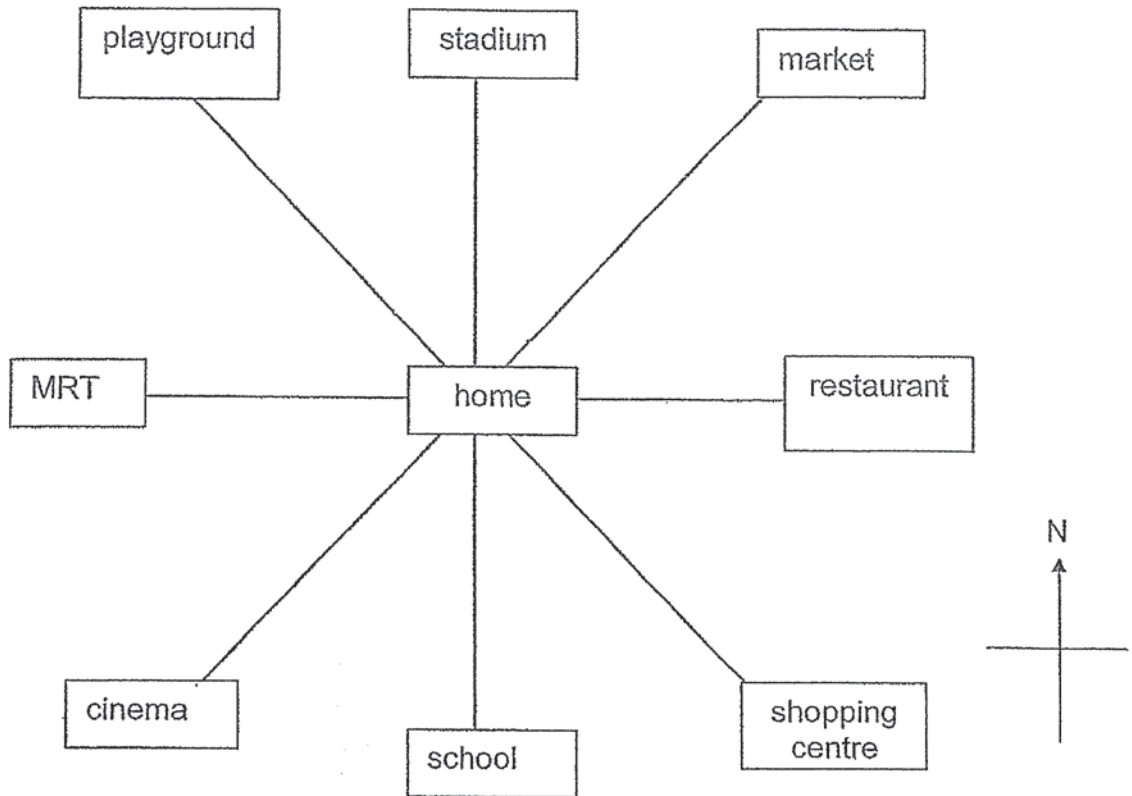 playground
stadium
market
MRT
home
restaurant
N
cinema
school
shopping
centre